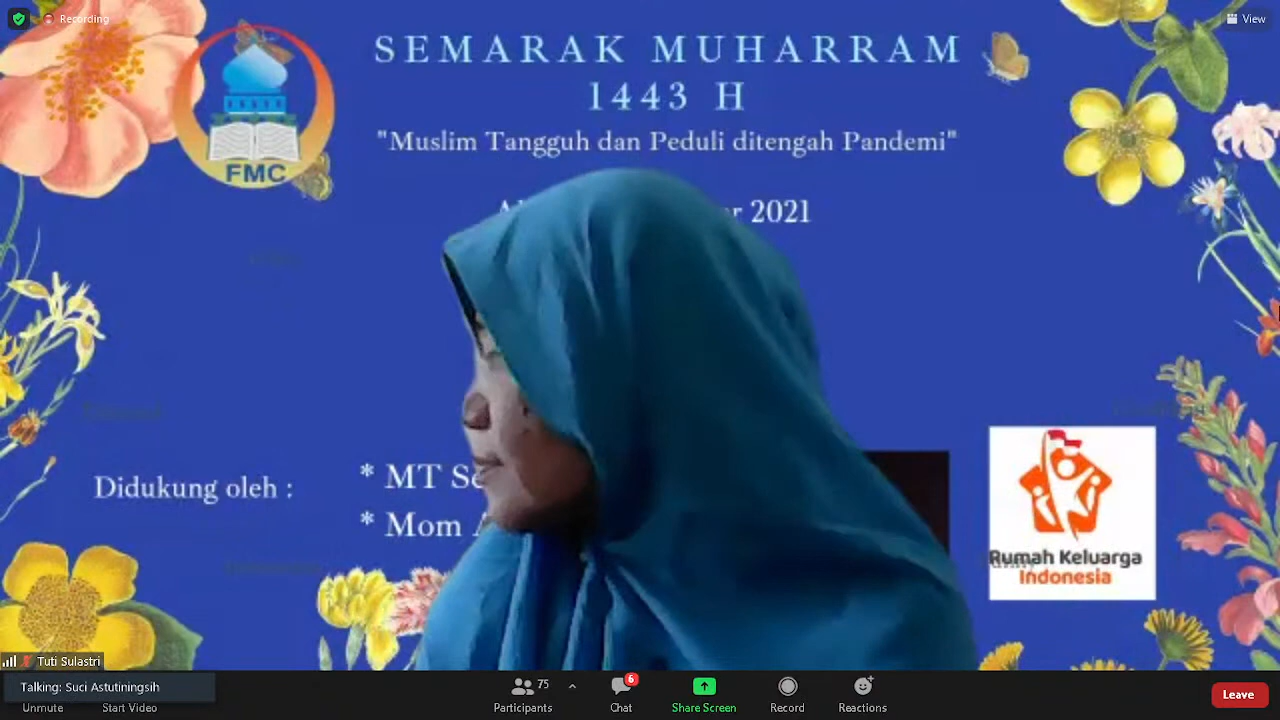 Recording
View
SEMARAK MUHARRAM
1443 H
"Muslim Tangguh dan Peduli ditengah Pandemi"
2021
FMC
Didukung oleh :
* MT
* Mom
Rumah Keluarga
Indonesia
Tuti Sulastri
Talking: Suci Astutiningsih
Unmute
Start Video
75
Participants
6
Chat
Share Screen
Record
Reactions
Leave